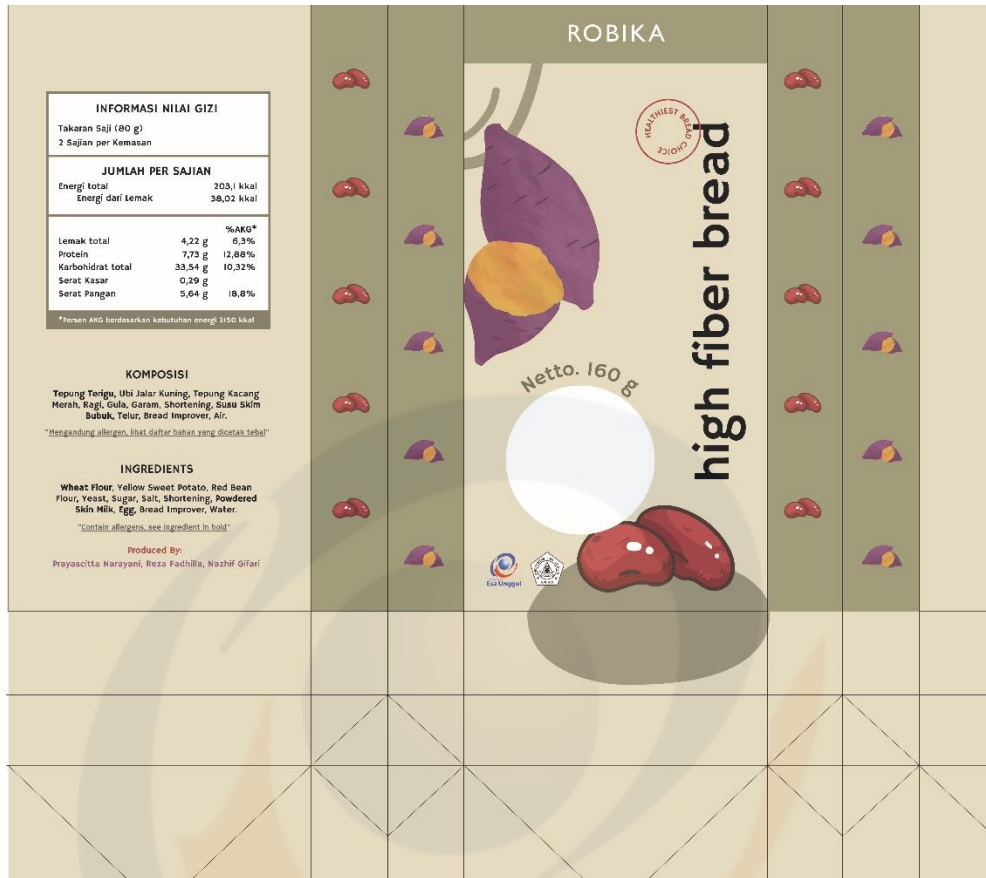 ROBIKA
INFORMASI NILAI GIZI
Takaran Saji (80 g)
2 Sajian per Kemasan
JUMLAH PER SAJIAN
Energi total 203,1 kkal
Energi dari Lemak 38,02 kkal
%AKG*
Lemak total 4,22 g 6,3%
Protein 7,73 g 12,88%
Karbohidrat total 33,54 g 10,32%
Serat Kasar 0,29 g
Serat Pangan 5,64 g 18,8%
*Persen AKG berdasarkan kebutuhan energi 2150 kkal
KOMPOSISI
Tepung Terigu, Ubi Jalar Kuning, Tepung Kacang
Merah, Ragi, Gula, Garam, Shortening, Susu Skim
Bubuk, Telur, Bread Improver, Air.
"Mengandung allergen, lihat daftar bahan yang dicetak tebal"
INGREDIENTS
Wheat Flour, Yellow Sweet Potato, Red Bean
Flour, Yeast, Sugar, Salt, Shortening, Powdered
Skin Milk, Egg, Bread Improver, Water.
"Contain allergens, see ingredient in bold"
Produced By:
Prayascitta Narayani, Reza Fadhilla, Nazhif Gifari
HEALTHIEST BREAD CHOICE
high fiber bread
Netto. 160 g
Esa Unggul